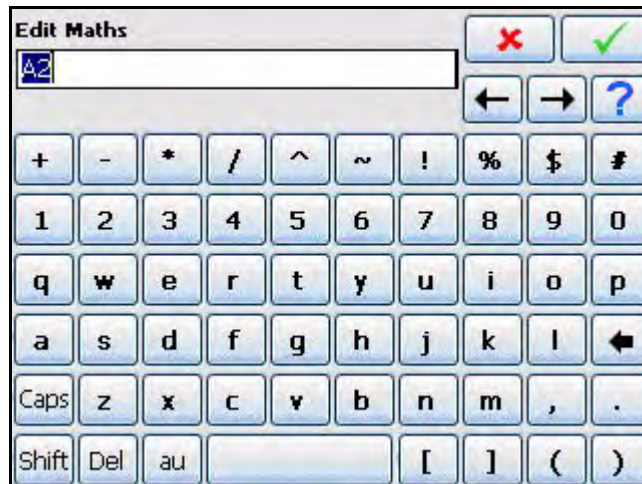 Edit Maths
A2
?
+ - * / ^ ~ ! % $ #
1 2 3 4 5 6 7 8 9 0
q w e r t y u i o p
a s d f g h j k l
Caps z x c v b n m , .
Shift Del au [ ] ( )